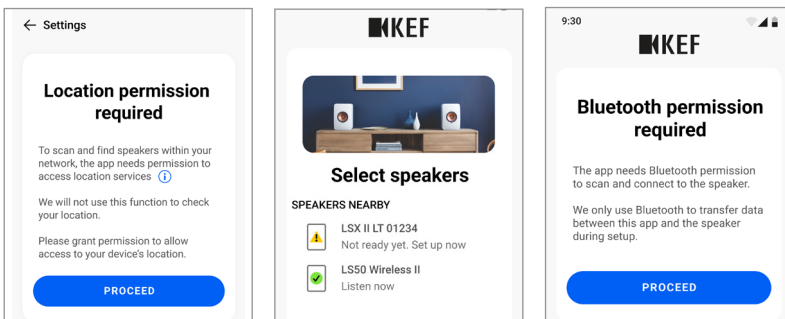 Settings
Location permission
required
To scan and find speakers within your
network, the app needs permission to
access location services
We will not use this function to check
your location.
Please grant permission to allow
access to your device's location.
PROCEED
KEF
Select speakers
SPEAKERS NEARBY
LSX II LT 01234
Not ready yet. Set up now
LS50 Wireless II
Listen now
9:30
KEF
Bluetooth permission
required
The app needs Bluetooth permission
to scan and connect to the speaker.
We only use Bluetooth to transfer data
between this app and the speaker
during setup.
PROCEED